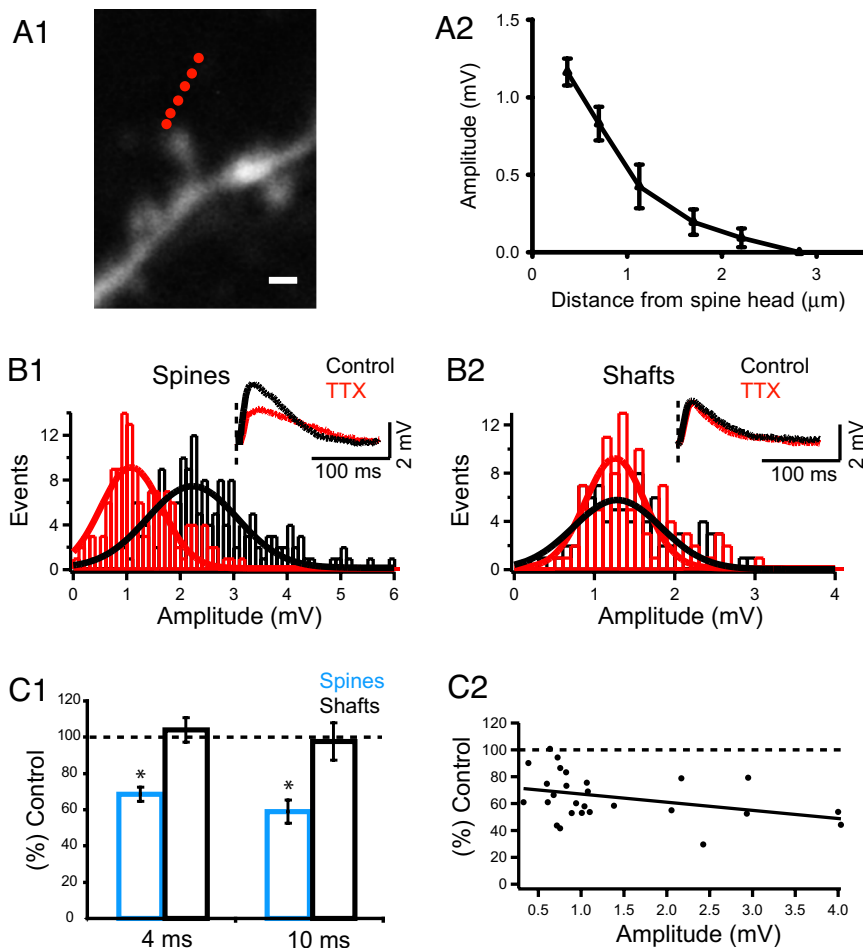 A1
A2
1.5
1.0
0.5
0.0
Amplitude (mV)
0 1 2 3
Distance from spine head (μm)
B1
Spines
Control
TTX
2 mV
100 ms
12
8
4
0
Events
0 1 2 3 4 5 6
Amplitude (mV)
B2
Shafts
Control
TTX
2 mV
100 ms
12
8
4
0
Events
0 1 2 3 4
Amplitude (mV)
C1
Spines
Shafts
120
100
80
60
40
20
0
(%) Control
* *
4 ms 10 ms
C2
120
100
80
60
40
20
0
(%) Control
0.5 1.0 1.5 2.0 2.5 3.0 3.5 4.0
Amplitude (mV)